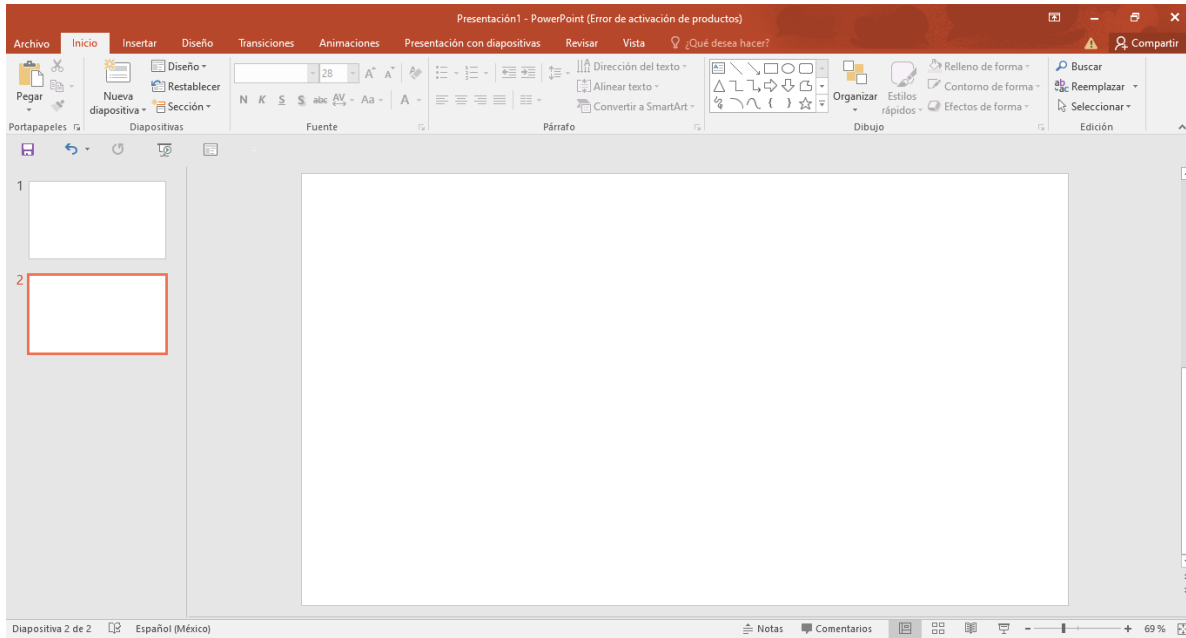 Presentación1 - PowerPoint (Error de activación de productos)
Archivo Inicio Insertar Diseño Transiciones Animaciones Presentación con diapositivas Revisar Vista ¿Qué desea hacer? Compartir
Pegar
Nueva diapositiva
Diseño
Restablecer
Sección
28
N K S S abc AV Aa A
Dirección del texto
Alinear texto
Convertir a SmartArt
Organizar
Estilos rápidos
Relleno de forma
Contorno de forma
Efectos de forma
Buscar
Reemplazar
Seleccionar
Portapapeles Diapositivas Fuente Párrafo Dibujo Edición
1
2
Diapositiva 2 de 2 Español (México) Notas Comentarios 69 %